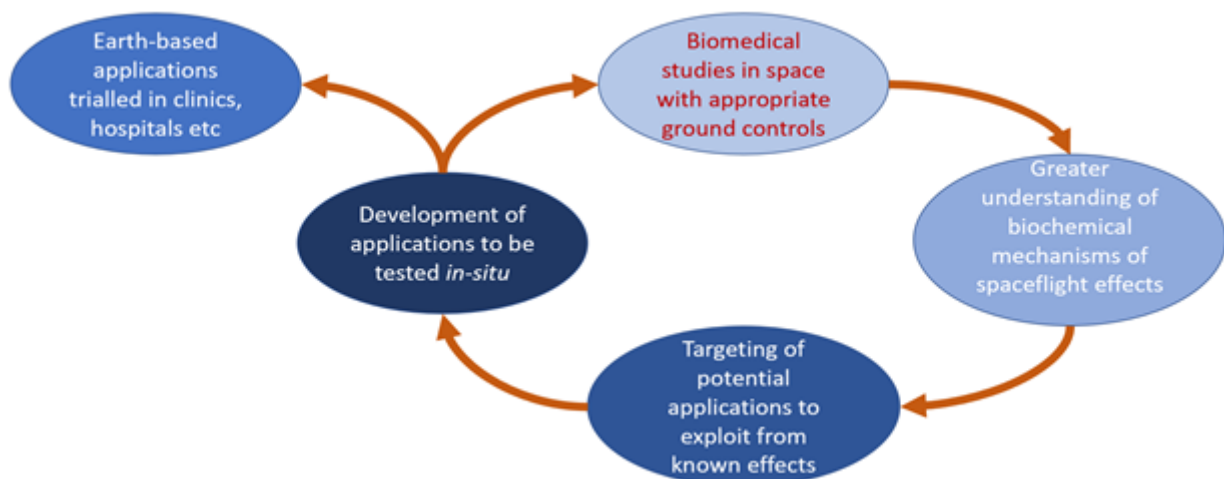 Earth-based
applications
trialled in clinics,
hospitals etc
Biomedical
studies in space
with appropriate
ground controls
Greater
understanding of
biochemical
mechanisms of
spaceflight effects
Targeting of
potential
applications to
exploit from
known effects
Development of
applications to be
tested in-situ